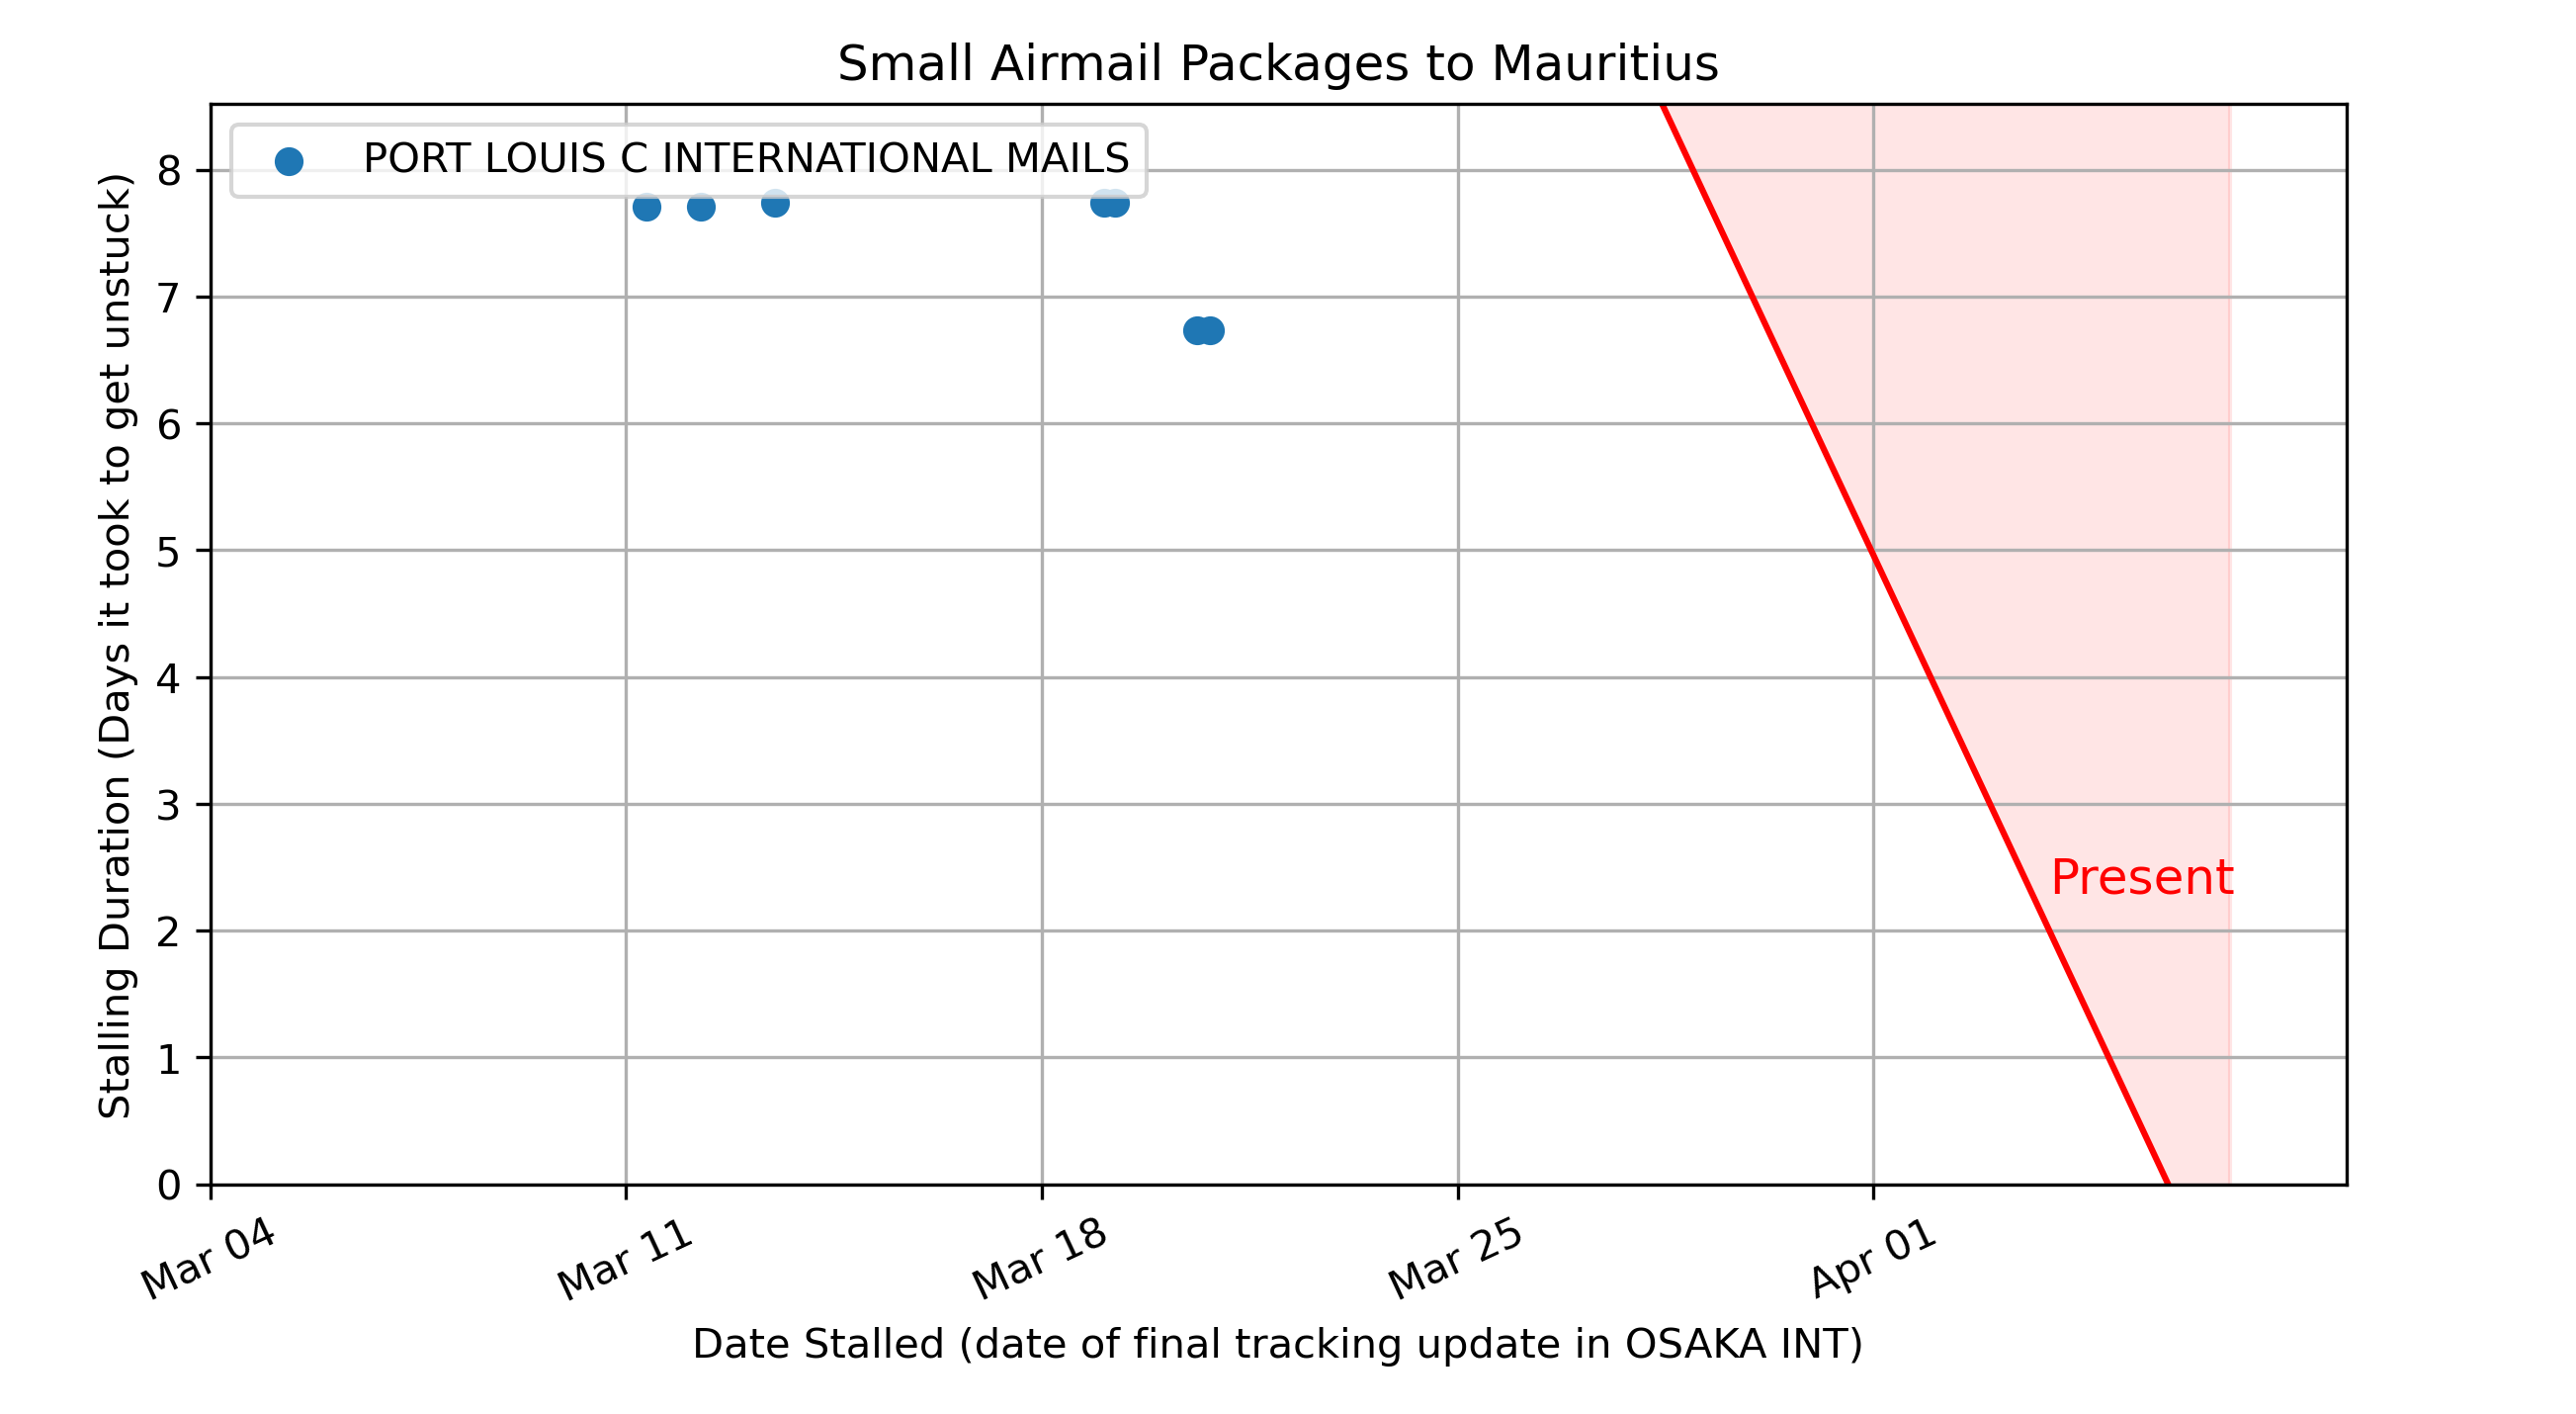 Small Airmail Packages to Mauritius
PORT LOUIS C INTERNATIONAL MAILS
Stalling Duration (Days it took to get unstuck)
8
7
6
5
4
3
2
1
0
Present
Mar 04
Mar 11
Mar 18
Mar 25
Apr 01
Date Stalled (date of final tracking update in OSAKA INT)